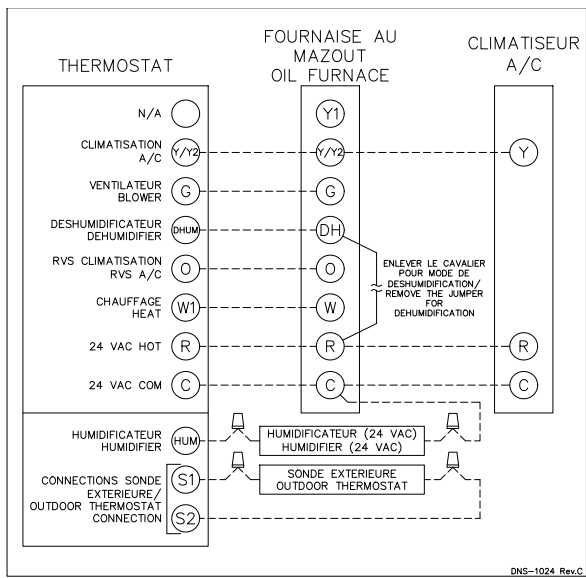 THERMOSTAT
FOURNAISE AU
MAZOUT
OIL FURNACE
CLIMATISEUR
A/C
N/A
Y1
CLIMATISATION
A/C
Y/Y2
Y/Y2
Y
VENTILATEUR
BLOWER
G
G
DESHUMIDIFICATEUR
DEHUMIDIFIER
DHUM
DH
RVS CLIMATISATION
RVS A/C
O
O
ENLEVER LE CAVALIER
POUR MODE DE
DESHUMIDIFICATION/
REMOVE THE JUMPER
FOR
DEHUMIDIFICATION
CHAUFFAGE
HEAT
W1
W
24 VAC HOT
R
R
R
24 VAC COM
C
C
C
HUMIDIFICATEUR
HUMIDIFIER
HUM
HUMIDIFICATEUR (24 VAC)
HUMIDIFIER (24 VAC)
CONNECTIONS SONDE
EXTERIEURE/
OUTDOOR THERMOSTAT
CONNECTION
S1
S2
SONDE EXTERIEURE
OUTDOOR THERMOSTAT
DNS-1024 Rev.C